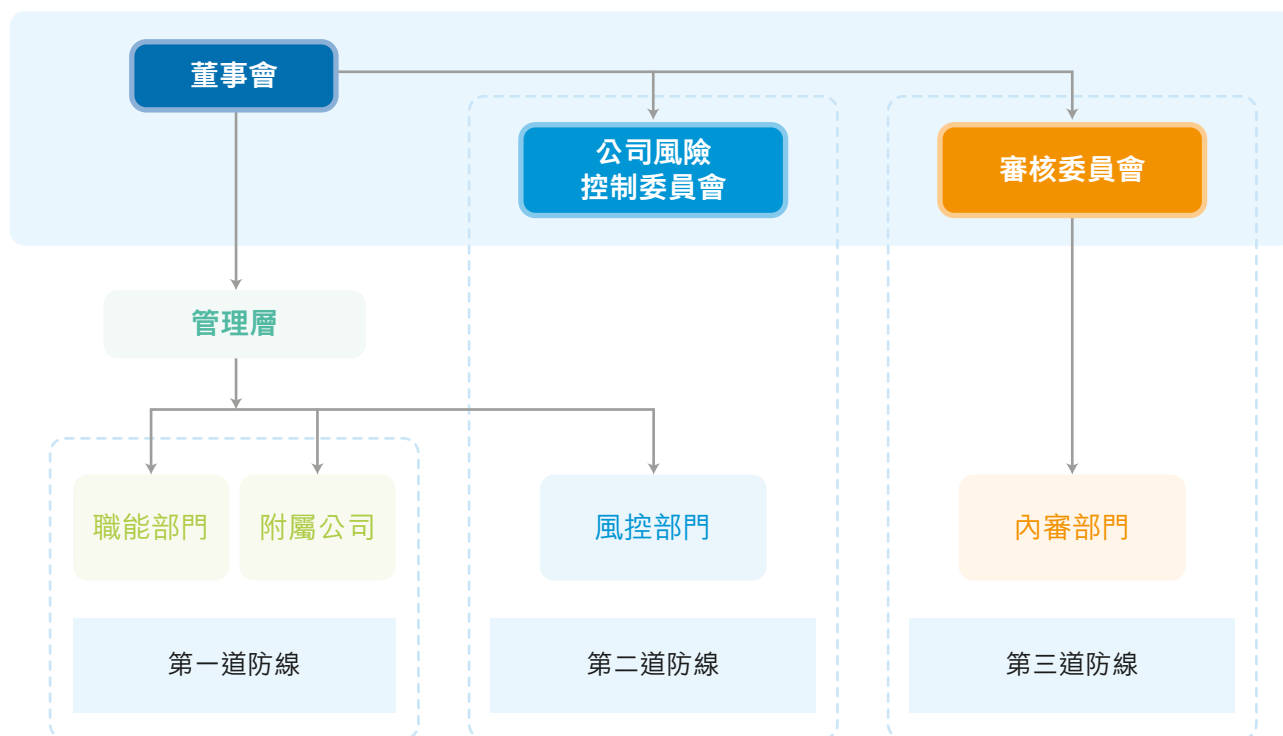 董事會
公司風險
控制委員會
審核委員會
管理層
職能部門
附屬公司
風控部門
內審部門
第一道防線
第二道防線
第三道防線